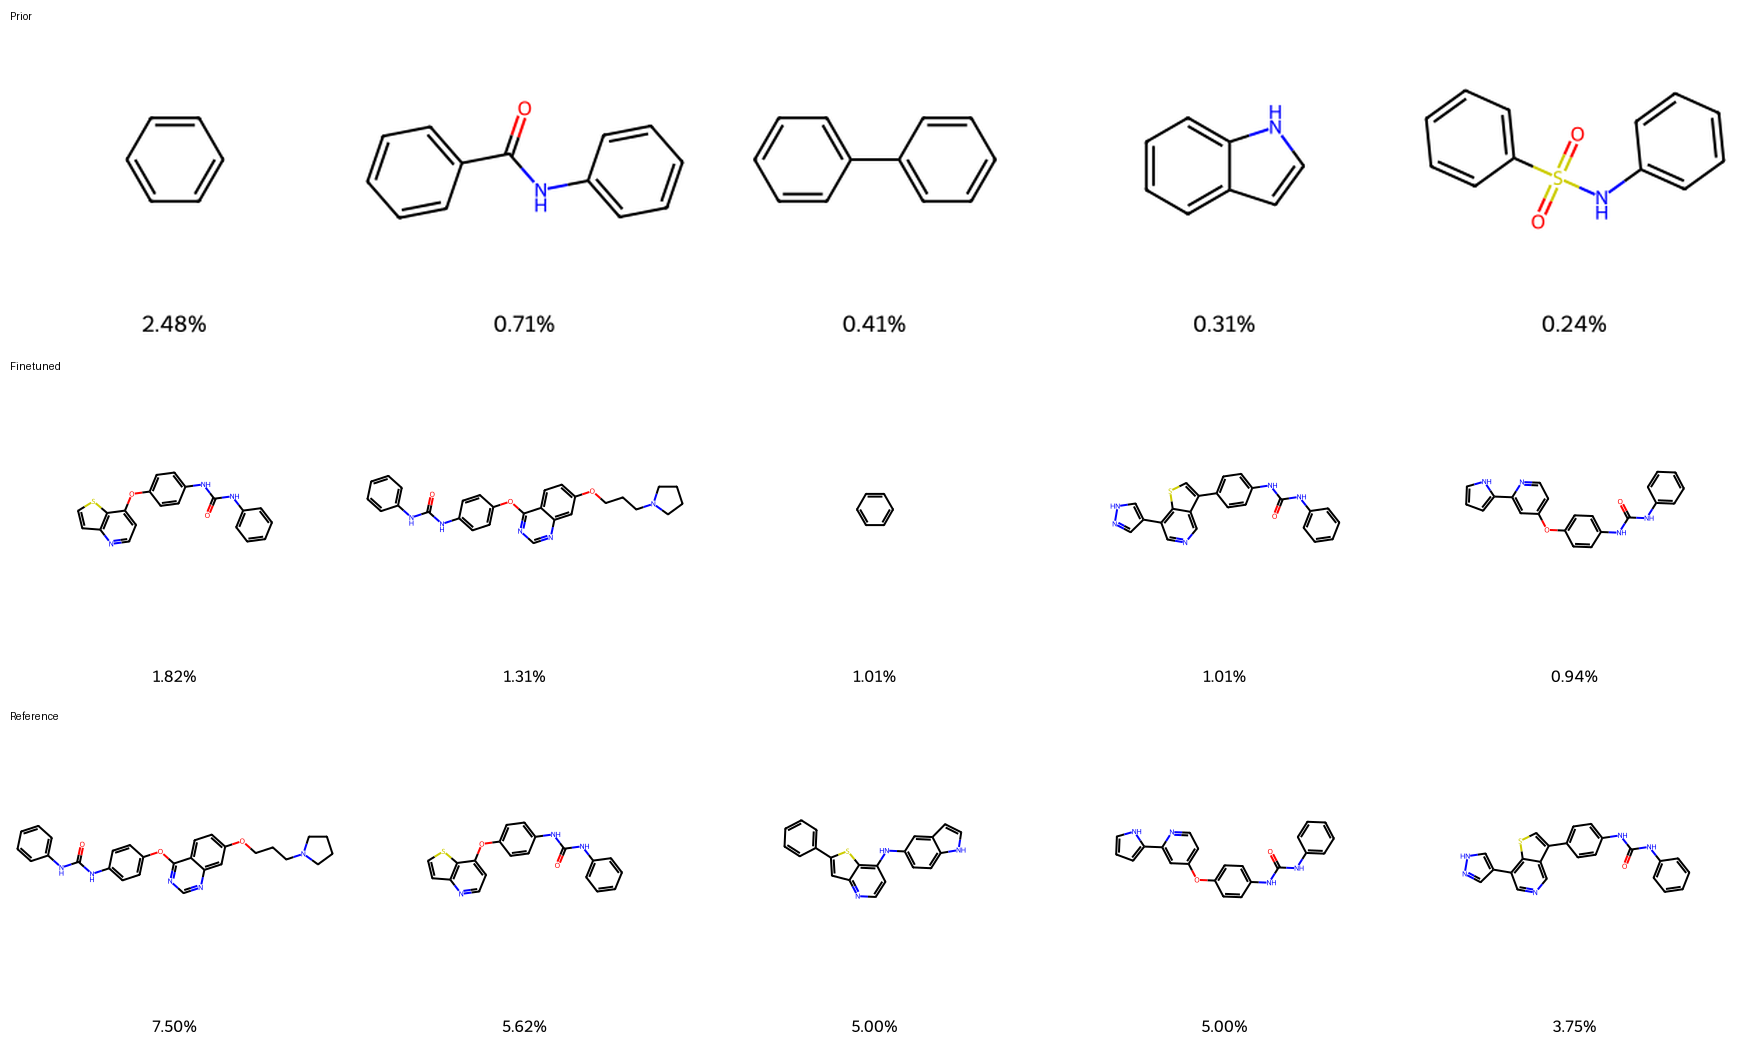 Prior
2.48% 0.71% 0.41% 0.31% 0.24%
Finetuned
1.82% 1.31% 1.01% 1.01% 0.94%
Reference
7.50% 5.62% 5.00% 5.00% 3.75%